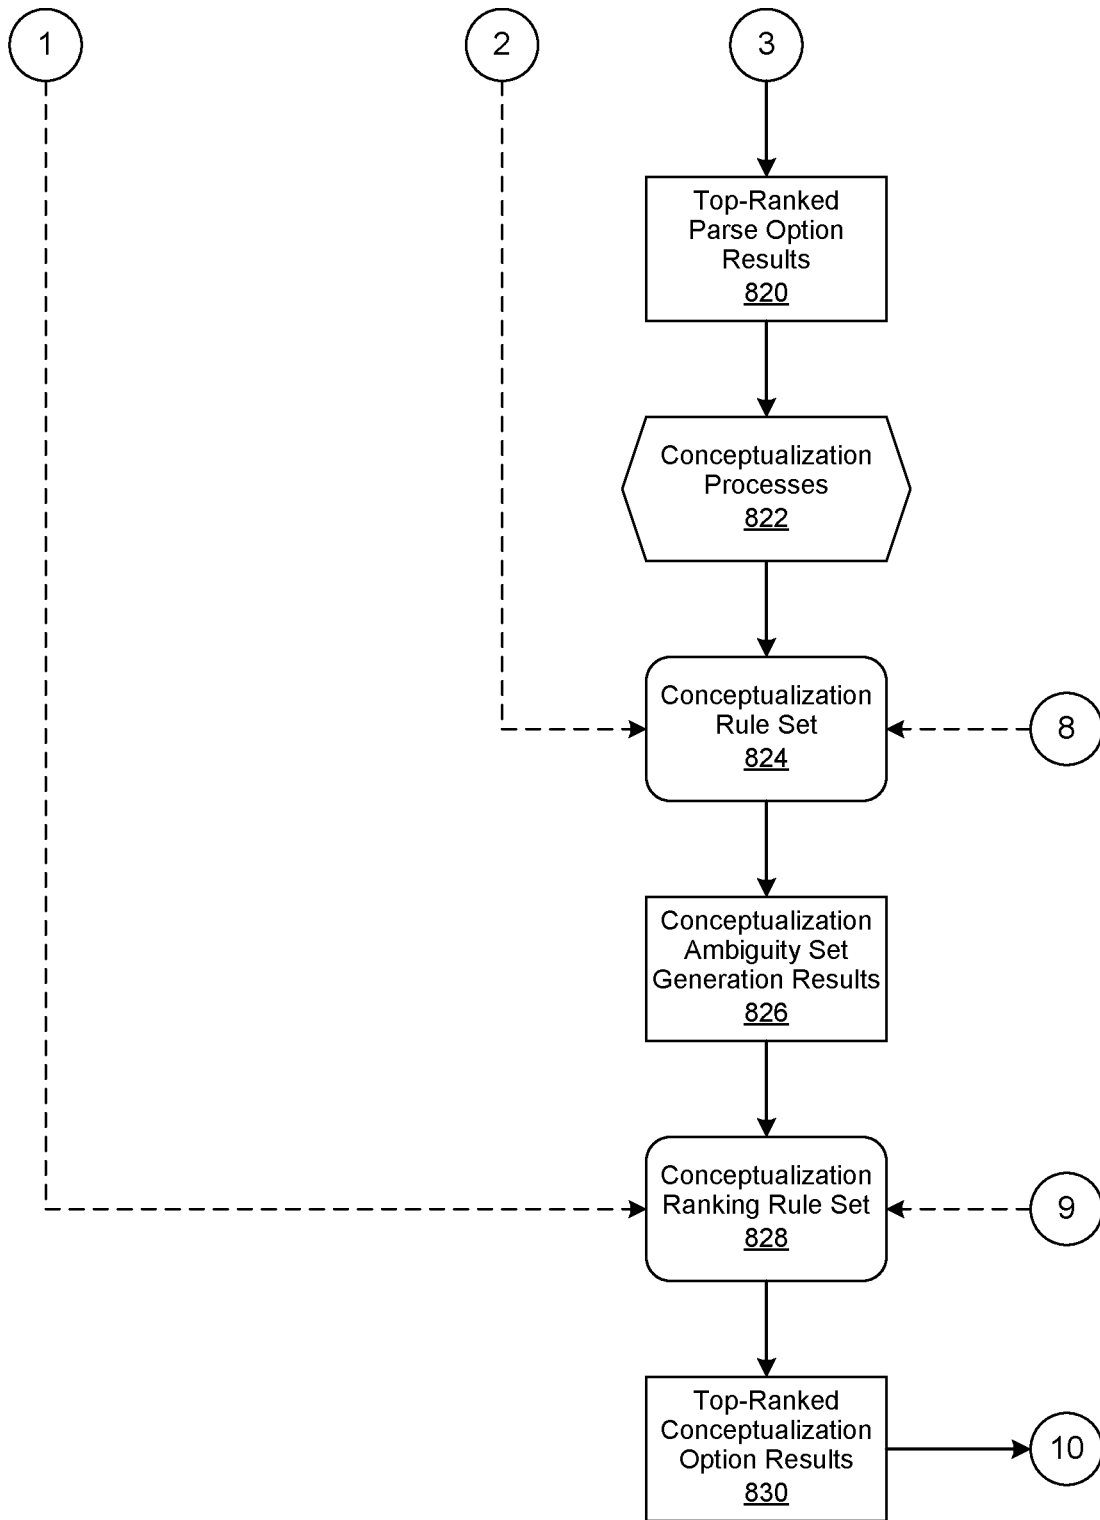 1
2
3
Top-Ranked
Parse Option
Results
820
Conceptualization
Processes
822
Conceptualization
Rule Set
824
8
Conceptualization
Ambiguity Set
Generation Results
826
Conceptualization
Ranking Rule Set
828
9
Top-Ranked
Conceptualization
Option Results
830
10